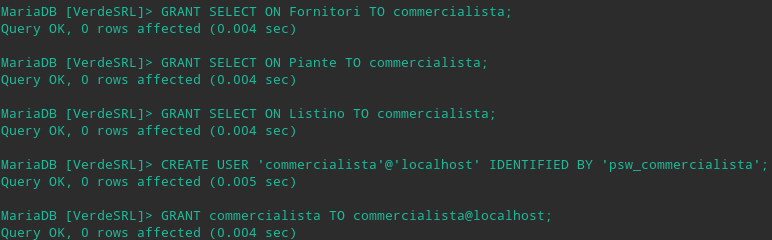 MariaDB [VerdeSRL]> GRANT SELECT ON Fornitori TO commercialista;
Query OK, 0 rows affected (0.004 sec)
MariaDB [VerdeSRL]> GRANT SELECT ON Piante TO commercialista;
Query OK, 0 rows affected (0.004 sec)
MariaDB [VerdeSRL]> GRANT SELECT ON Listino TO commercialista;
Query OK, 0 rows affected (0.004 sec)
MariaDB [VerdeSRL]> CREATE USER 'commercialista'@'localhost' IDENTIFIED BY 'psw_commercialista';
Query OK, 0 rows affected (0.005 sec)
MariaDB [VerdeSRL]> GRANT commercialista TO commercialista@localhost;
Query OK, 0 rows affected (0.004 sec)